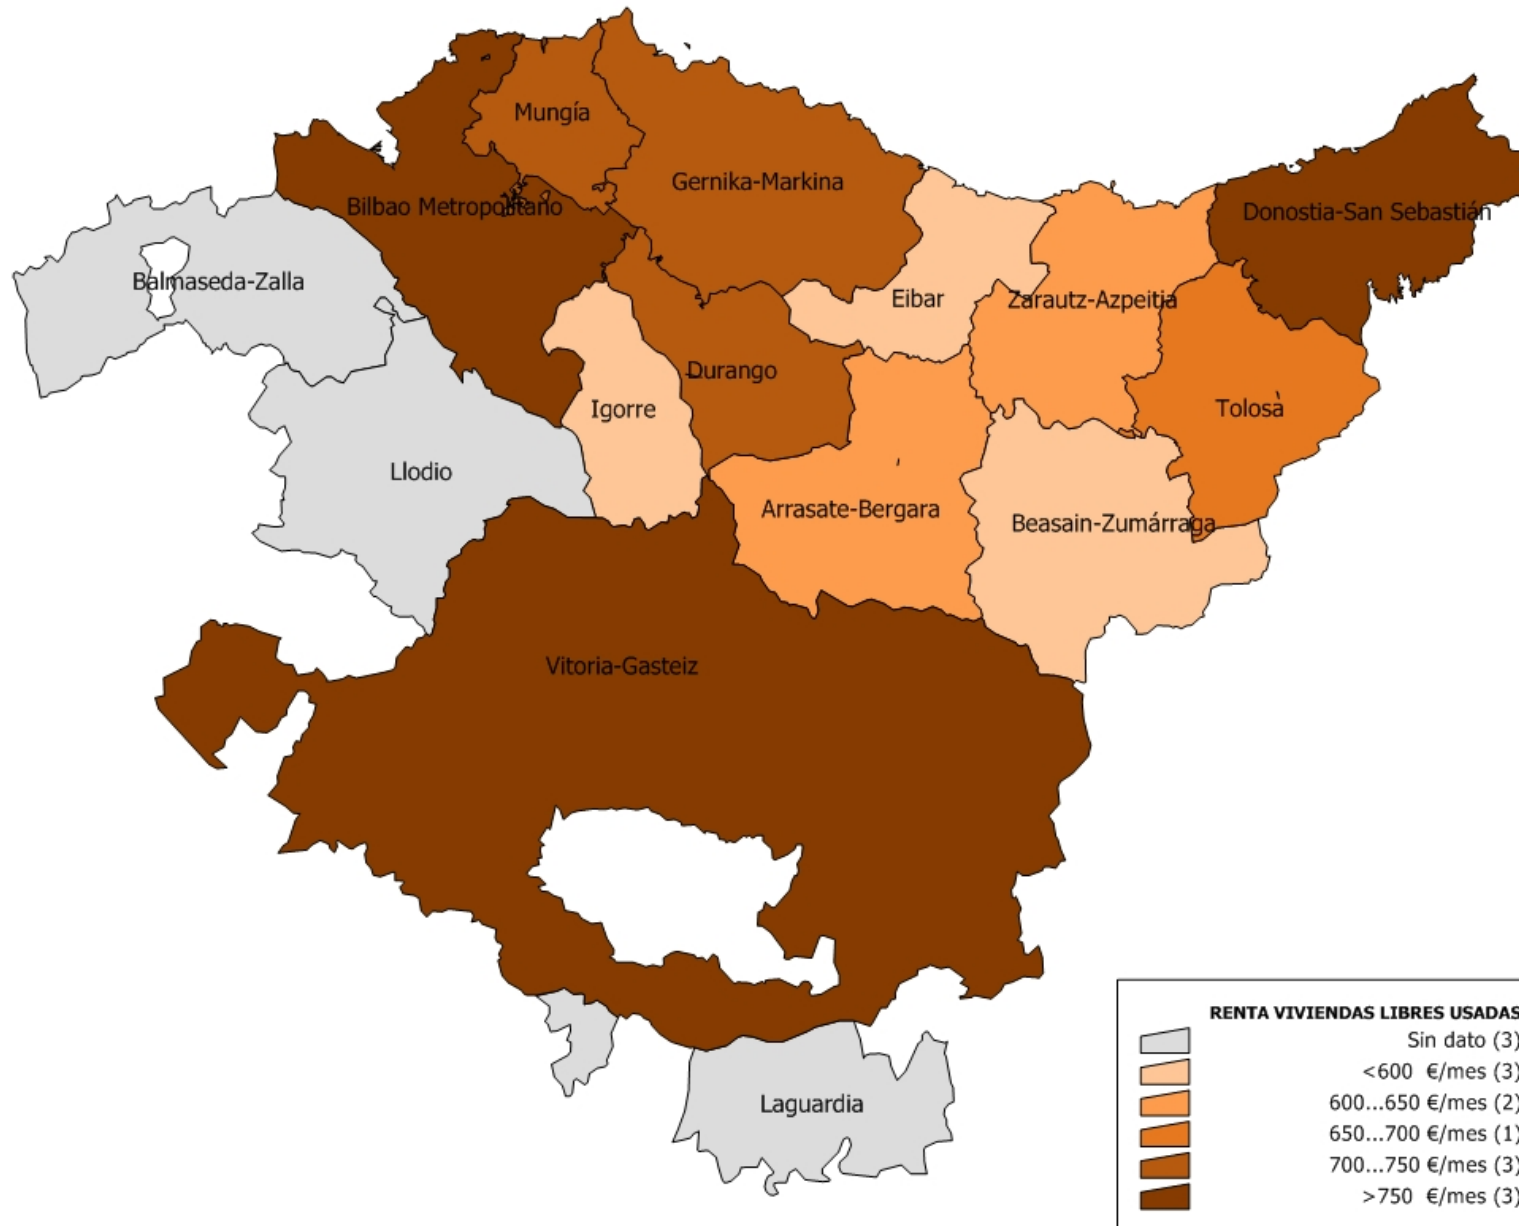 Mungía
Gernika-Markina
Bilbao Metropolitano
Donostia-San Sebastián
Balmaseda-Zalla
Eibar
Zarautz-Azpeitia
Durango
Igorre
Tolosa
Llodio
Arrasate-Bergara
Beasain-Zumárraga
Vitoria-Gasteiz
Laguardia
RENTA VIVIENDAS LIBRES USADAS
Sin dato (3)
<600 €/mes (3)
600...650 €/mes (2)
650...700 €/mes (1)
700...750 €/mes (3)
>750 €/mes (3)